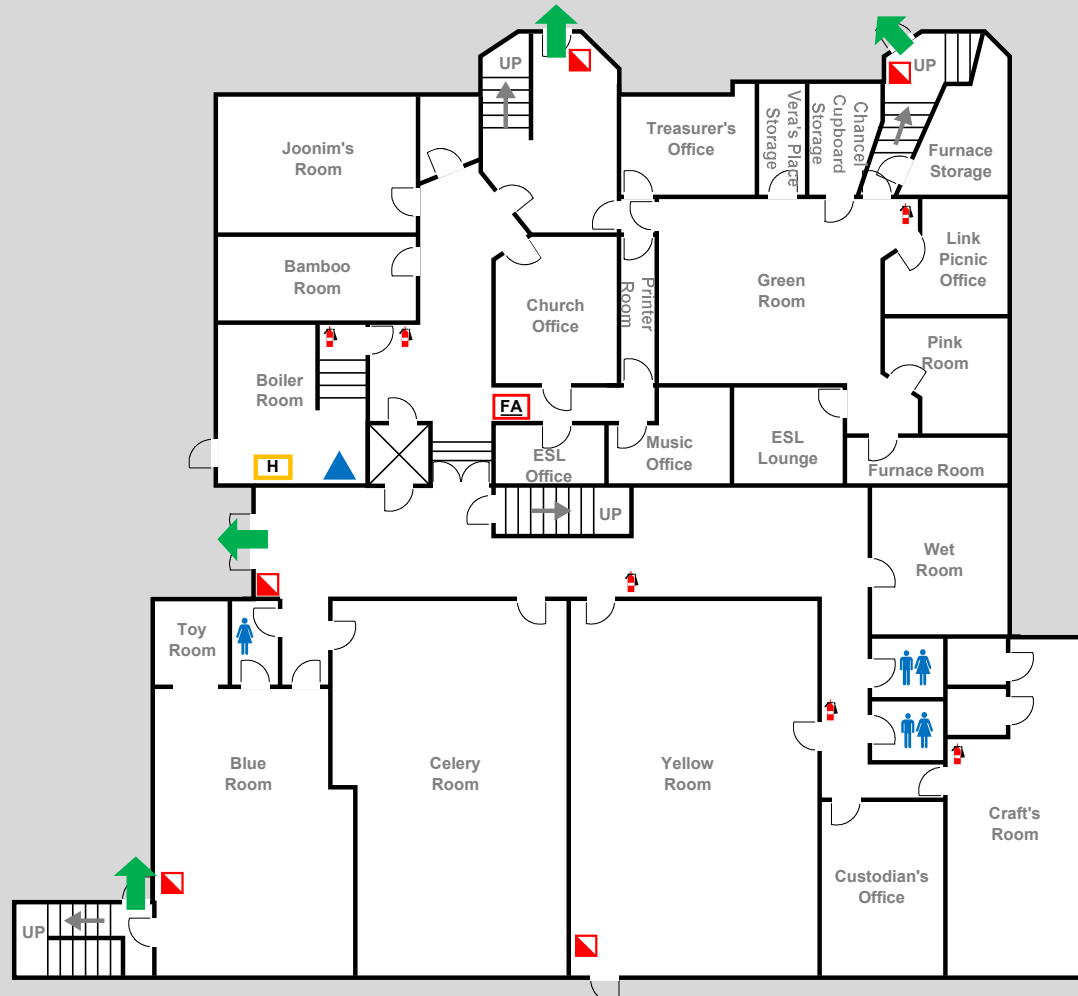 UP
UP
Joonim's
Room
Treasurer's
Office
Vera's Place
Storage
Chancel
Cupboard
Storage
Furnace
Storage
Bamboo
Room
Church
Office
Printer
Room
Green
Room
Link
Picnic
Office
Boiler
Room
Pink
Room
FA
H
ESL
Office
Music
Office
ESL
Lounge
Furnace Room
UP
Wet
Room
Toy
Room
Blue
Room
Celery
Room
Yellow
Room
Craft's
Room
Custodian's
Office
UP